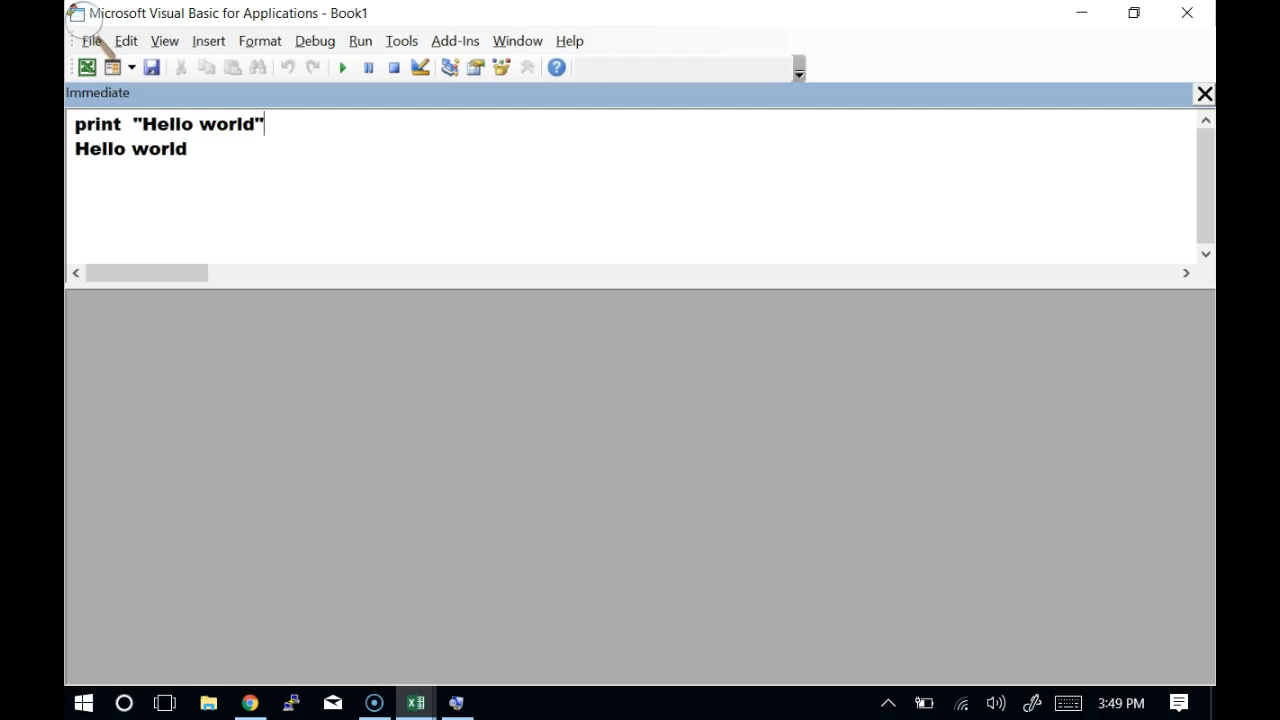 Microsoft Visual Basic for Applications - Book1
File Edit View Insert Format Debug Run Tools Add-Ins Window Help
Immediate
print "Hello world"
Hello world
3:49 PM